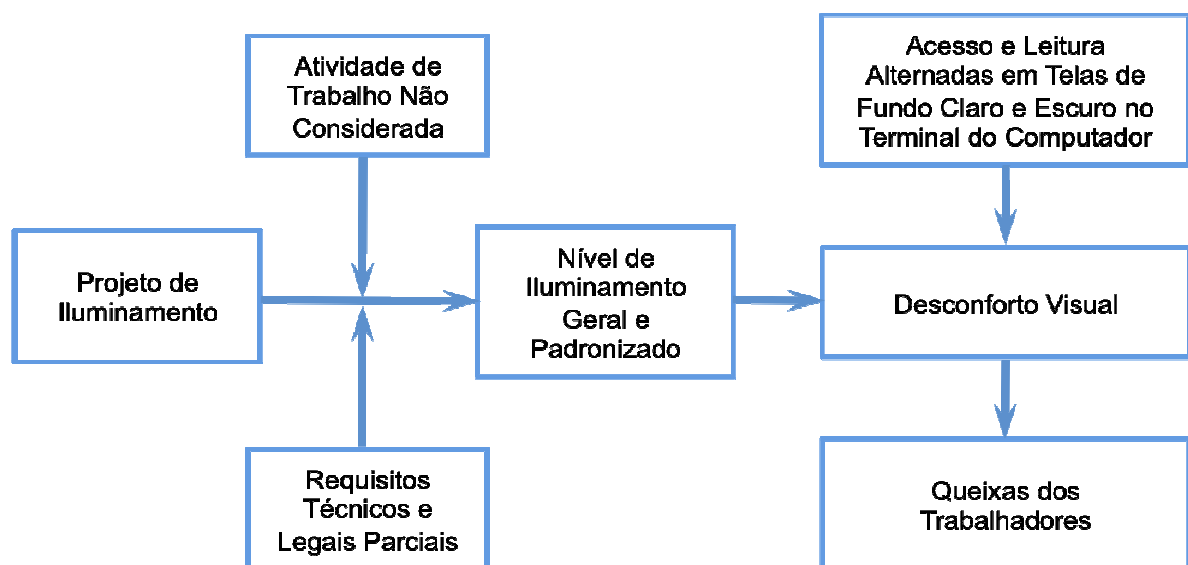 Atividade de
Trabalho Não
Considerada
Acesso e Leitura
Alternadas em Telas de
Fundo Claro e Escuro no
Terminal do Computador
Projeto de
Iluminamento
Nível de
Iluminamento
Geral e
Padronizado
Desconforto Visual
Requisitos
Técnicos e
Legais Parciais
Queixas dos
Trabalhadores